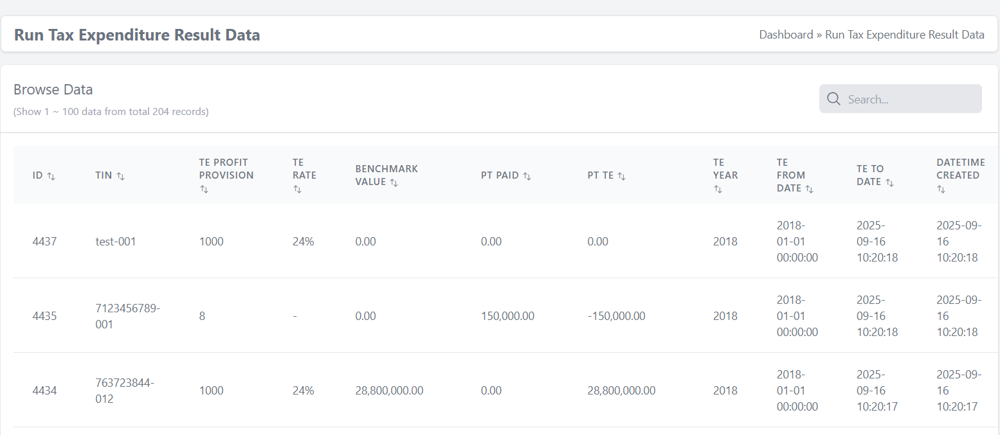 Run Tax Expenditure Result Data
Dashboard » Run Tax Expenditure Result Data
Browse Data
(Show 1 ~ 100 data from total 204 records)
Search...
ID
TIN
TE PROFIT
PROVISION
TE
RATE
BENCHMARK
VALUE
PT PAID
PT TE
TE
YEAR
TE
FROM
DATE
TE TO
DATE
DATETIME
CREATED
4437
test-001
1000
24%
0.00
0.00
0.00
2018
2018-
01-01
00:00:00
2025-
09-16
10:20:18
2025-09-
16
10:20:18
4435
7123456789-
001
8
-
0.00
150,000.00
-150,000.00
2018
2018-
01-01
00:00:00
2025-
09-16
10:20:18
2025-09-
16
10:20:18
4434
763723844-
012
1000
24%
28,800,000.00
0.00
28,800,000.00
2018
2018-
01-01
00:00:00
2025-
09-16
10:20:17
2025-09-
16
10:20:17